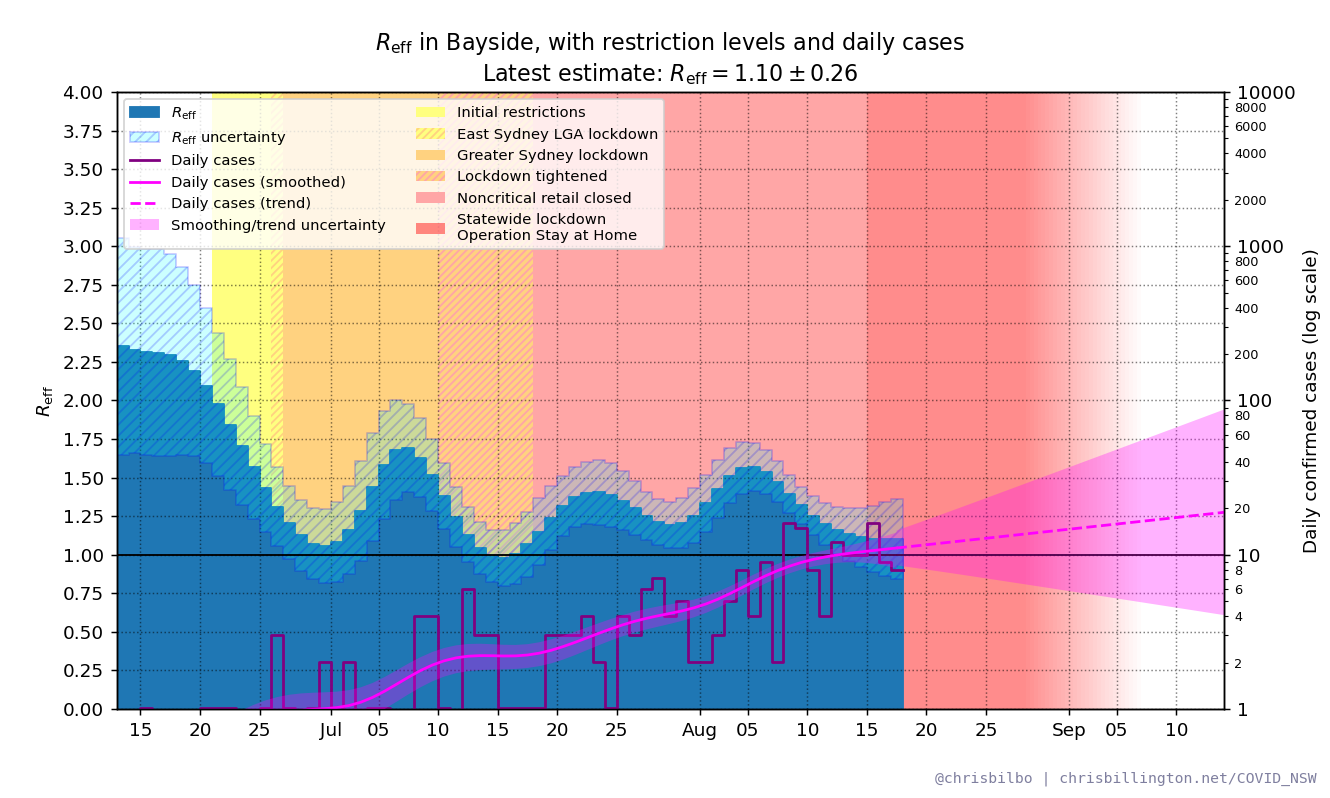 Reff in Bayside, with restriction levels and daily cases
Latest estimate: Reff = 1.10 ± 0.26
Reff
Reff uncertainty
Daily cases
Daily cases (smoothed)
Daily cases (trend)
Smoothing/trend uncertainty
Initial restrictions
East Sydney LGA lockdown
Greater Sydney lockdown
Lockdown tightened
Noncritical retail closed
Statewide lockdown
Operation Stay at Home
Reff
4.00
3.75
3.50
3.25
3.00
2.75
2.50
2.25
2.00
1.75
1.50
1.25
1.00
0.75
0.50
0.25
0.00
10000
8000
6000
4000
2000
1000
800
600
400
200
100
80
60
40
20
10
8
6
4
2
1
Daily confirmed cases (log scale)
15 20 25 Jul 05 10 15 20 25 Aug 05 10 15 20 25 Sep 05 10
@chrisbilbo | chrisbillington.net/COVID_NSW